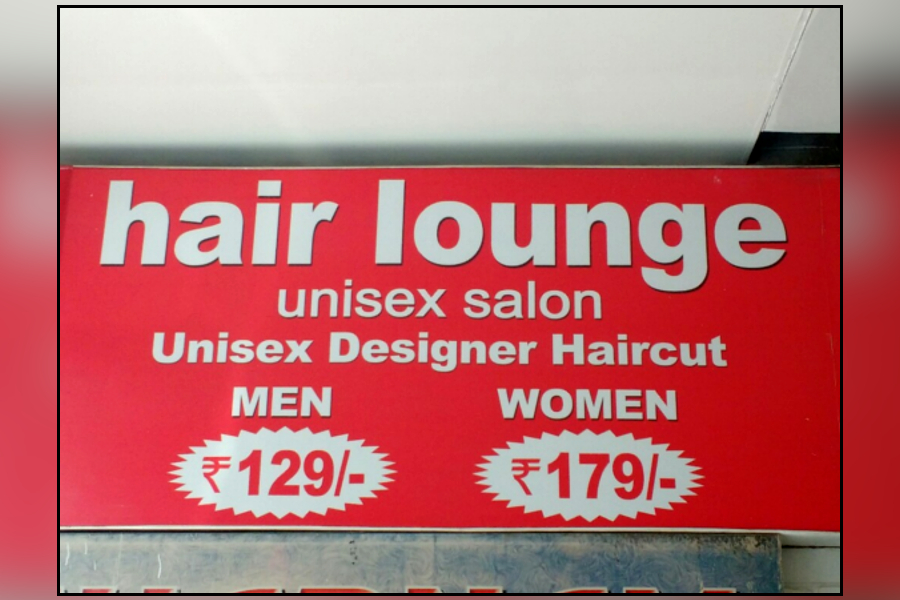 hair lounge
unisex salon
Unisex Designer Haircut
MEN WOMEN
₹129/- ₹179/-